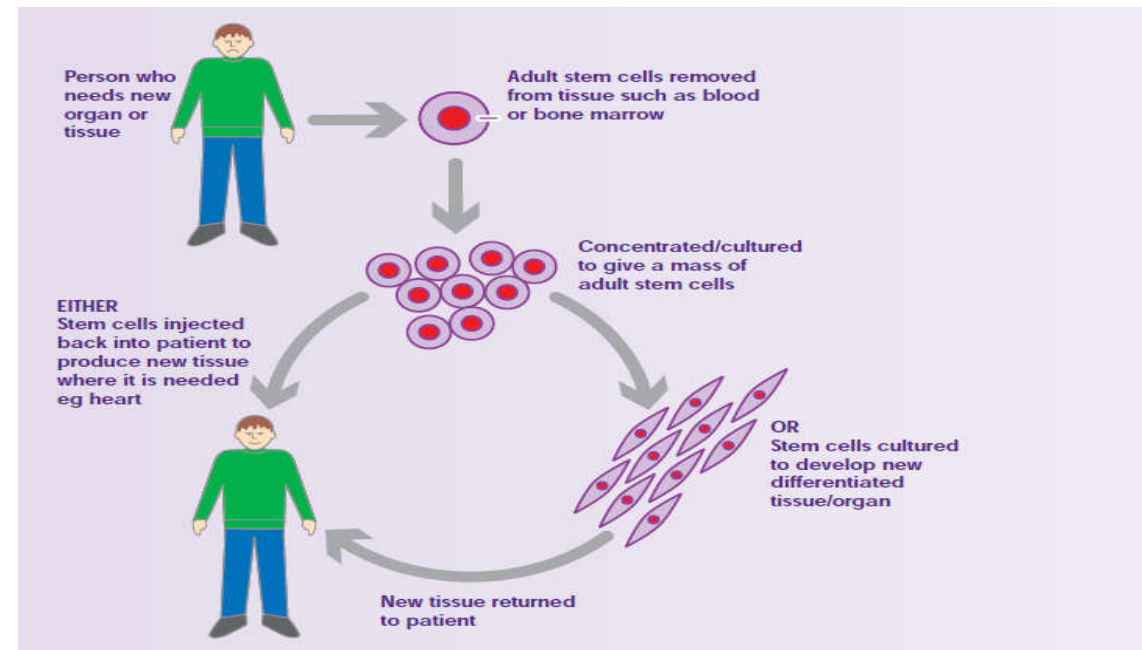 Person who
needs new
organ or
tissue
Adult stem cells removed
from tissue such as blood
or bone marrow
Concentrated/cultured
to give a mass of
adult stem cells
EITHER
Stem cells injected
back into patient to
produce new tissue
where it is needed
eg heart
OR
Stem cells cultured
to develop new
differentiated
tissue/organ
New tissue returned
to patient